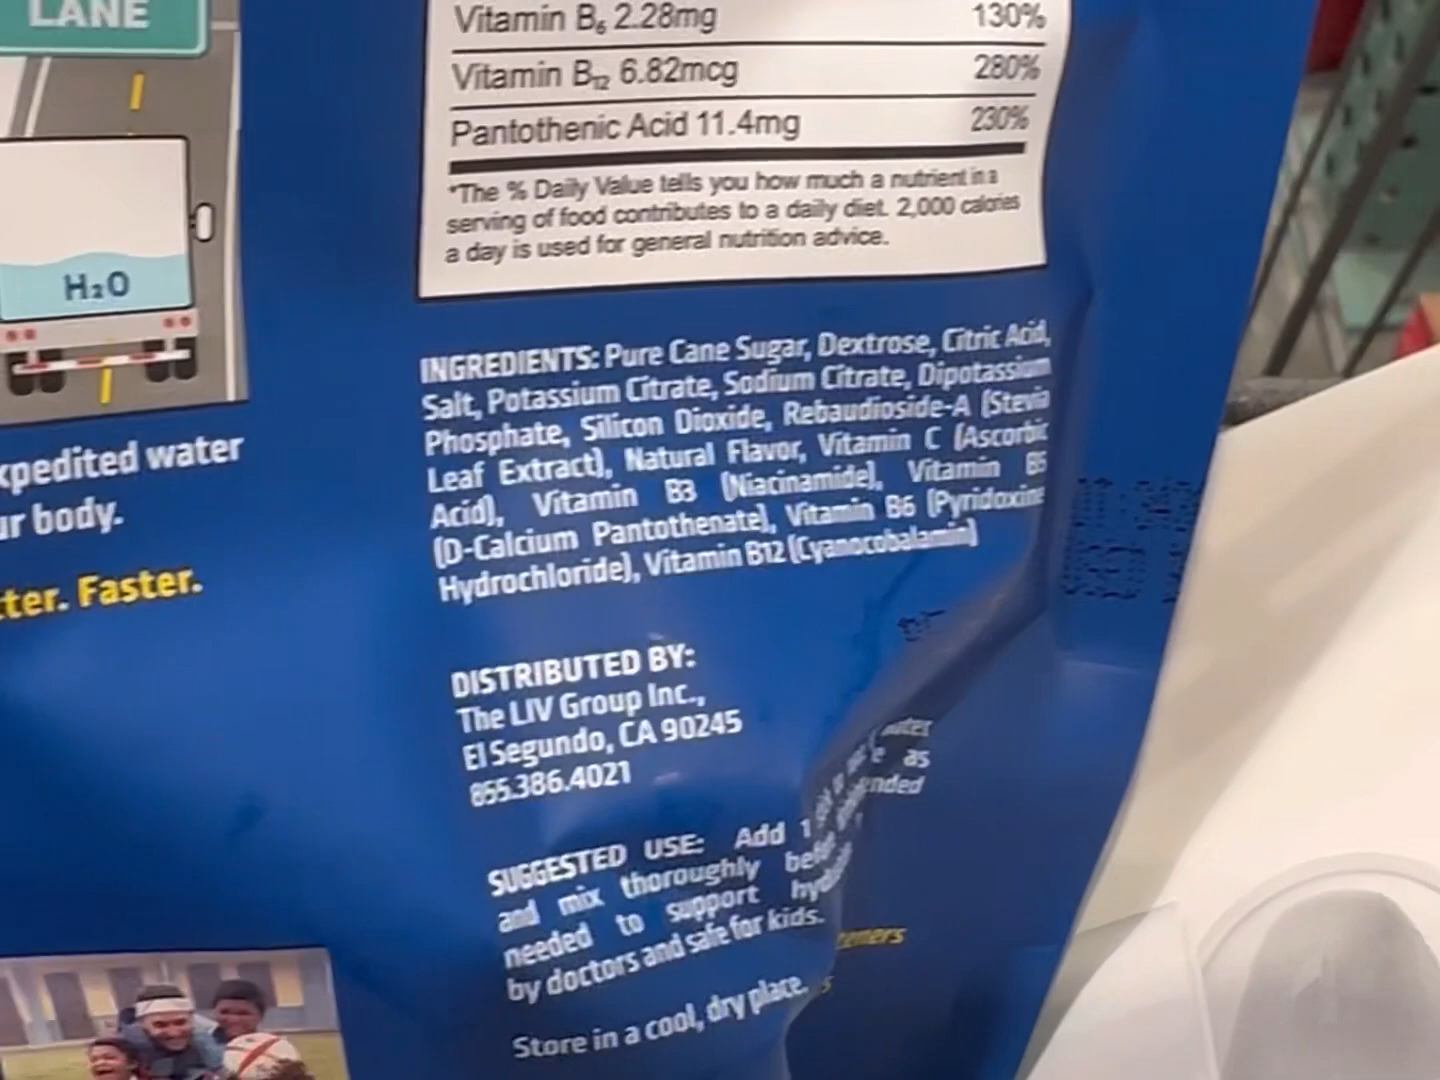 LANE
H₂O
xpedited water
ur body.
tter. Faster.
Vitamin B₆ 2.28mg 130%
Vitamin B₁₂ 6.82mcg 280%
Pantothenic Acid 11.4mg 230%
*The % Daily Value tells you how much a nutrient in a
serving of food contributes to a daily diet. 2,000 calories
a day is used for general nutrition advice.
INGREDIENTS: Pure Cane Sugar, Dextrose, Citric Acid,
Salt, Potassium Citrate, Sodium Citrate, Dipotassium
Phosphate, Silicon Dioxide, Rebaudioside-A (Stevia
Leaf Extract), Natural Flavor, Vitamin C (Ascorbic
Acid), Vitamin B3 (Niacinamide), Vitamin B5
(D-Calcium Pantothenate), Vitamin B6 (Pyridoxine
Hydrochloride), Vitamin B12 (Cyanocobalamin)
DISTRIBUTED BY:
The LIV Group Inc.,
El Segundo, CA 90245
855.386.4021
SUGGESTED USE: Add 1
and mix thoroughly as
needed to support ended
by doctors and safe for kids.
Store in a cool, dry place.